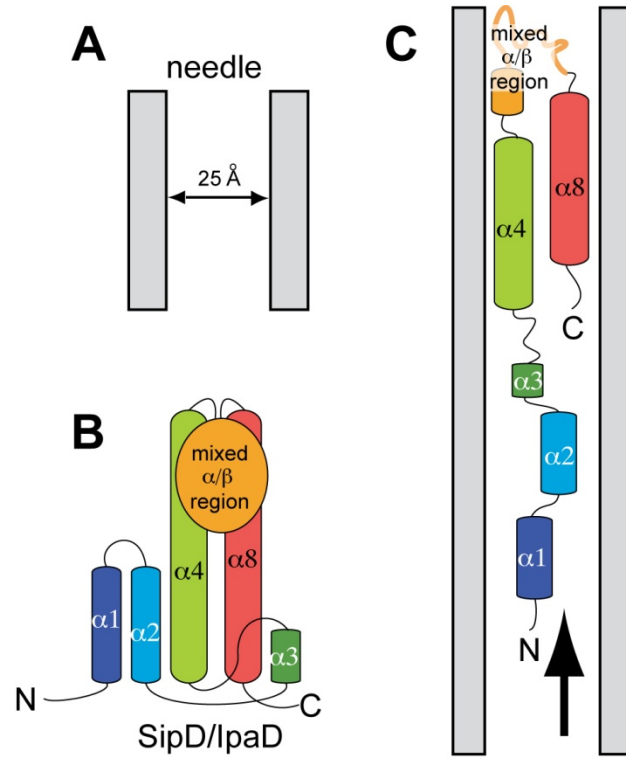 A
needle
25 Å
B
mixed
α/β
region
α1
α2
α4
α8
α3
N
C
SipD/IpaD
C
mixed
α/β
region
α4
α8
C
α3
α2
α1
N